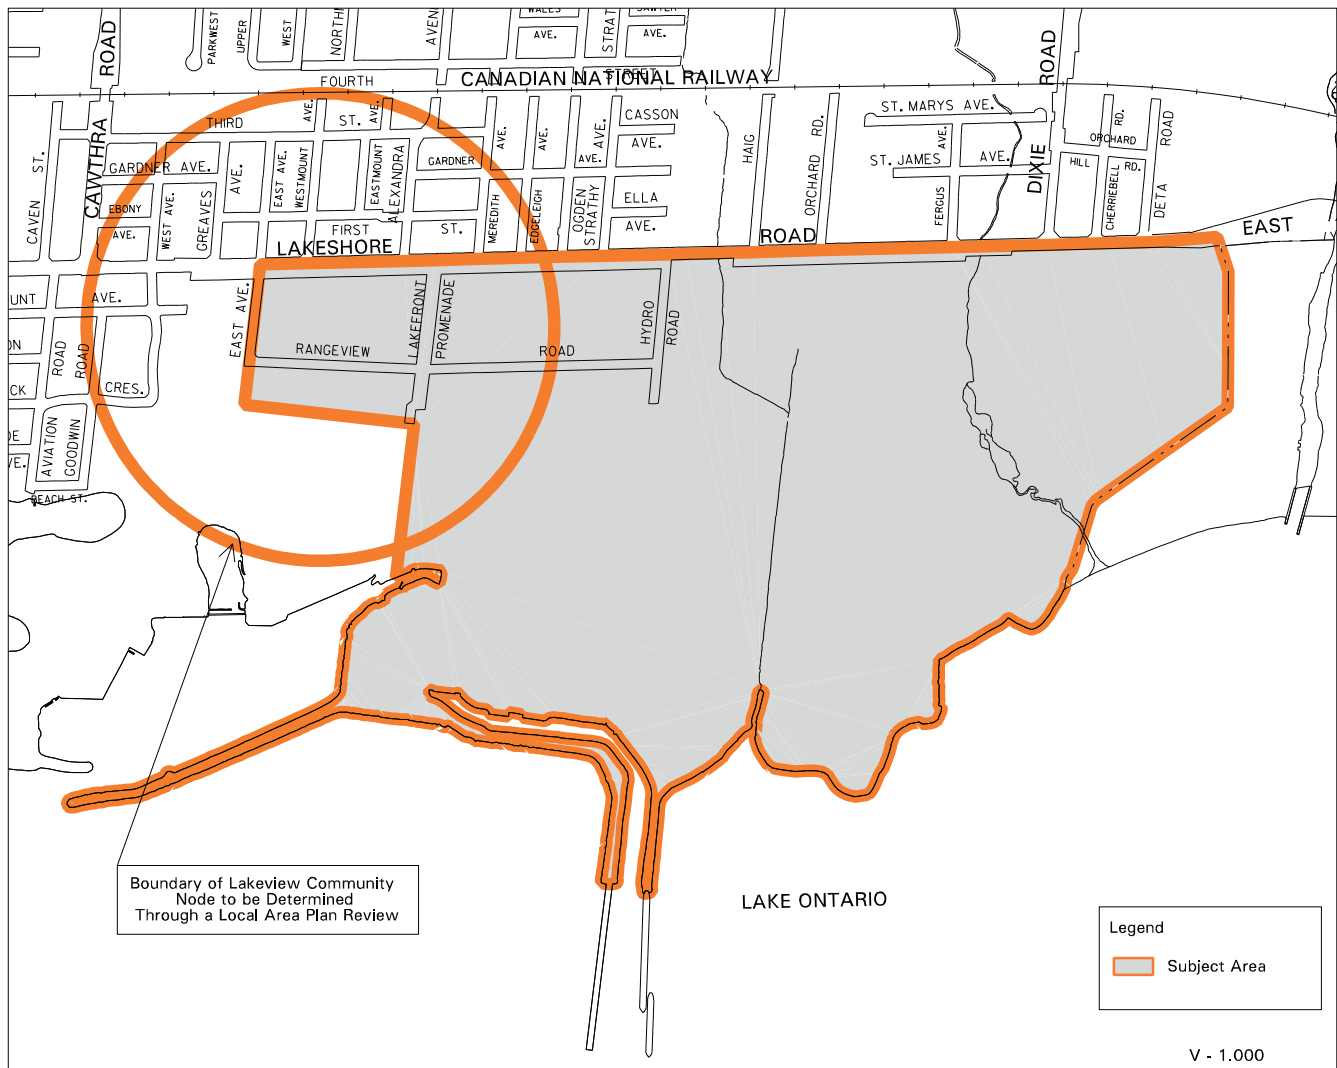 ROAD
PARKWEST
UPPER
WEST
AVE.
AVE.
STREET
FOURTH
CANADIAN NATIONAL RAILWAY
ROAD
CAWTHRA
CAVEN ST.
THIRD ST.
AVE.
AVE.
GARDNER AVE.
EBONY
AVE.
WEST AVE.
GREAVES
AVE.
EAST AVE.
WESTMOUNT
EASTMOUNT
ALEXANDRA
FIRST ST.
GARDNER
MEREDITH
AVE.
EDGELEIGH
AVE.
AVE.
OGDEN
STRATHY
AVE.
CASSON
AVE.
ELLA
AVE.
HAIG
ORCHARD RD.
ST. MARYS AVE.
ST. JAMES AVE.
FERGUS
AVE.
DIXIE
RD.
ORCHARD
HILL
RD.
CHERRIEBELL
DETA
ROAD
LAKESHORE ROAD EAST
UNT AVE.
ON
CK
DE
VE.
ROAD
ROAD
CRES.
AVIATION
GOODWIN
BEACH ST.
EAST AVE.
LAKEFRONT
PROMENADE
RANGEVIEW ROAD
HYDRO
ROAD
Boundary of Lakeview Community
Node to be Determined
Through a Local Area Plan Review
LAKE ONTARIO
Legend
Subject Area
V - 1.000